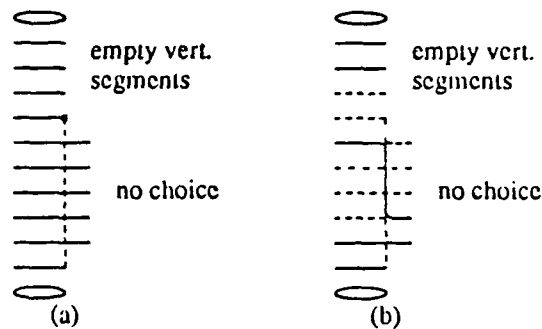 empty vert.
segments
no choice
(a)
empty vert.
segments
no choice
(b)